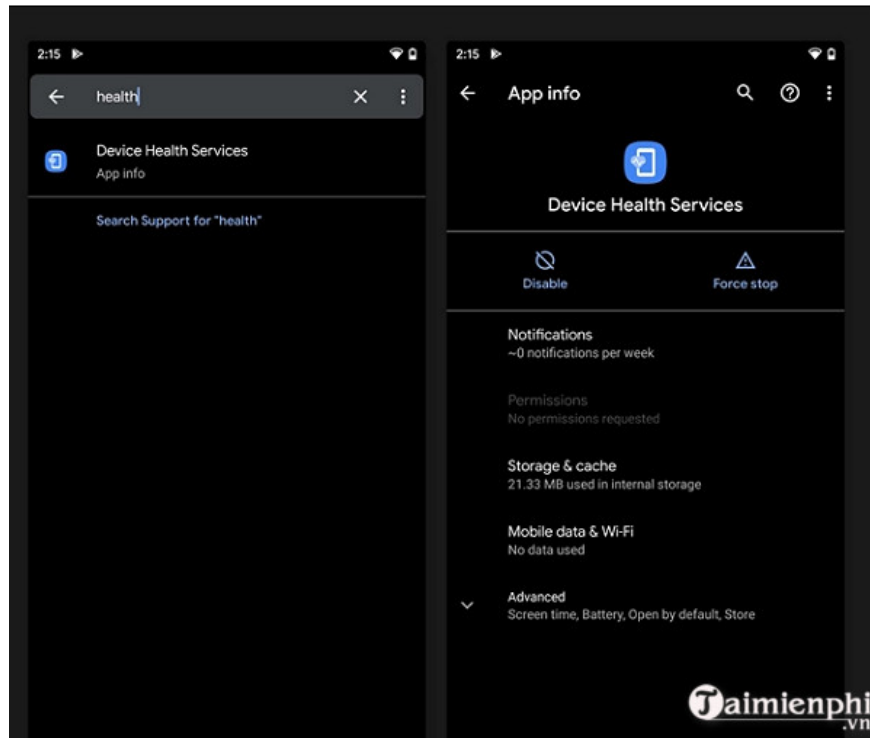 2:15
health
Device Health Services
App info
Search Support for "health"
2:15
App info
Device Health Services
Disable
Force stop
Notifications
~0 notifications per week
Permissions
No permissions requested
Storage & cache
21.33 MB used in internal storage
Mobile data & Wi-Fi
No data used
Advanced
Screen time, Battery, Open by default, Store
Taimienphi
.vn